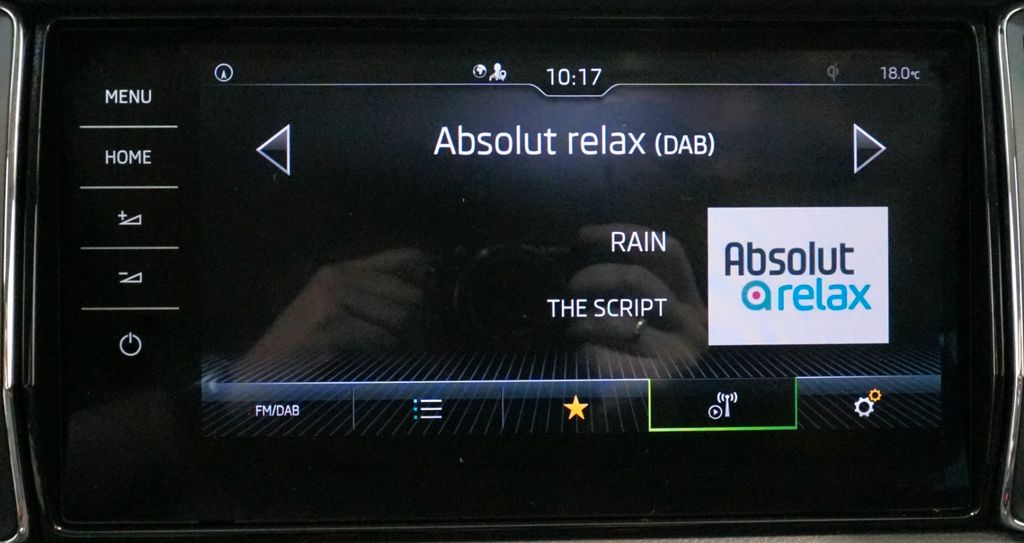 10:17
18.0°C
MENU
HOME
Absolut relax (DAB)
RAIN
THE SCRIPT
Absolut
relax
FM/DAB